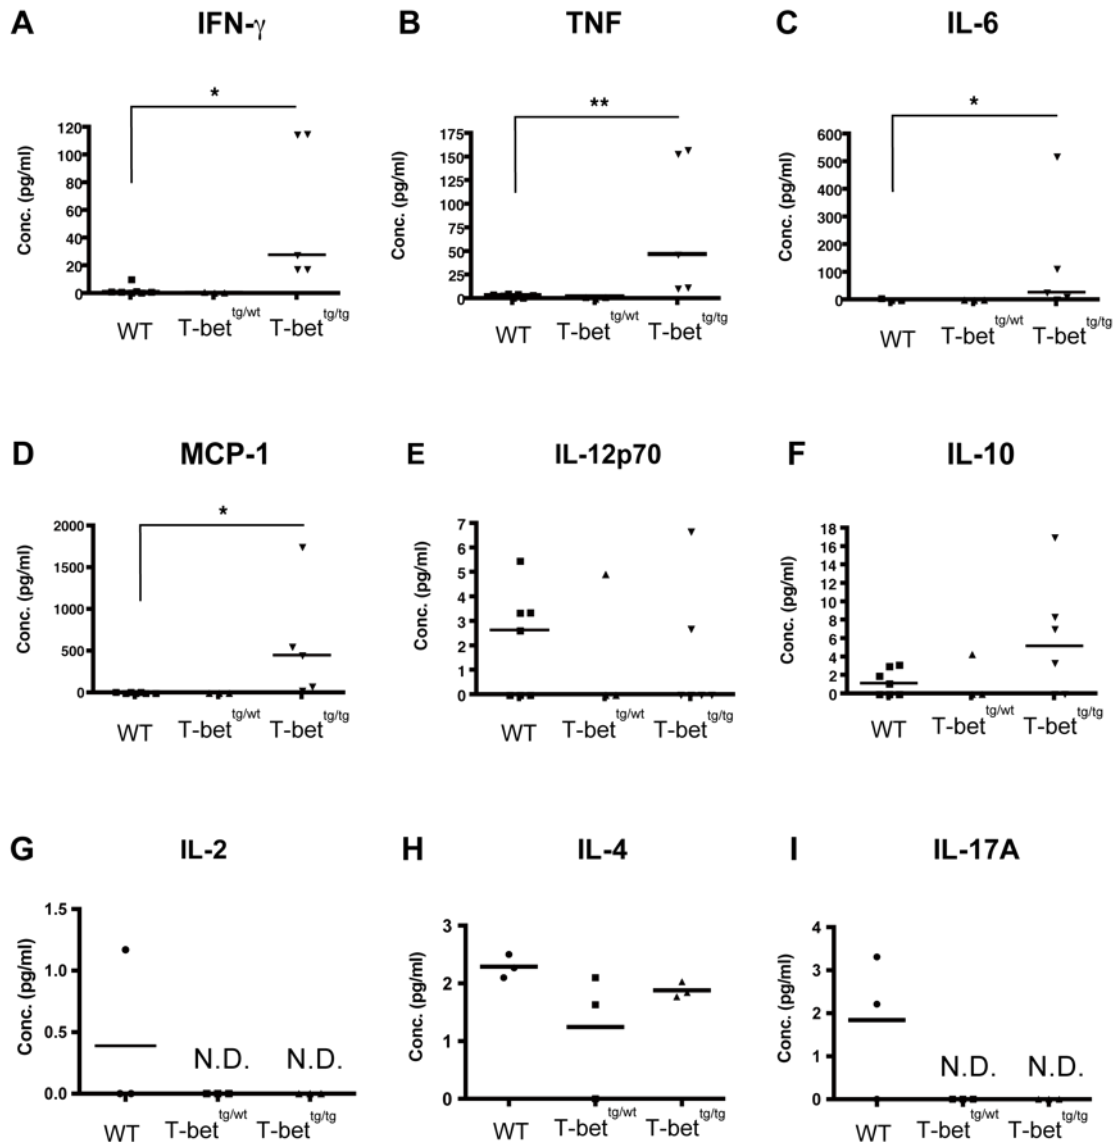 A IFN-γ
*
Conc. (pg/ml)
120
100
80
60
40
20
0
WT T-bet tg/wt T-bet tg/tg
B TNF
**
Conc. (pg/ml)
175
150
125
100
75
50
25
0
WT T-bet tg/wt T-bet tg/tg
C IL-6
*
Conc. (pg/ml)
600
500
400
300
200
100
0
WT T-bet tg/wt T-bet tg/tg
D MCP-1
*
Conc. (pg/ml)
2000
1500
1000
500
0
WT T-bet tg/wt T-bet tg/tg
E IL-12p70
Conc. (pg/ml)
7
6
5
4
3
2
1
0
WT T-bet tg/wt T-bet tg/tg
F IL-10
Conc. (pg/ml)
18
16
14
12
10
8
6
4
2
0
WT T-bet tg/wt T-bet tg/tg
G IL-2
Conc. (pg/ml)
1.5
1.0
0.5
0.0
N.D. N.D.
WT T-bet tg/wt T-bet tg/tg
H IL-4
Conc. (pg/ml)
3
2
1
0
WT T-bet tg/wt T-bet tg/tg
I IL-17A
Conc. (pg/ml)
4
3
2
1
0
N.D. N.D.
WT T-bet tg/wt T-bet tg/tg